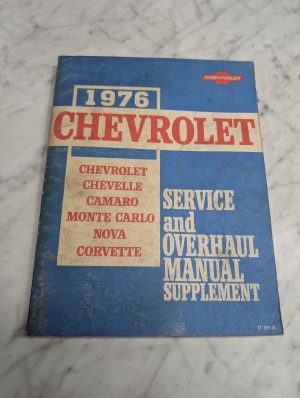 CHEVROLET
1976
CHEVROLET
CHEVROLET
CHEVELLE
CAMARO
MONTE CARLO
NOVA
CORVETTE
SERVICE
and
OVERHAUL
MANUAL
SUPPLEMENT